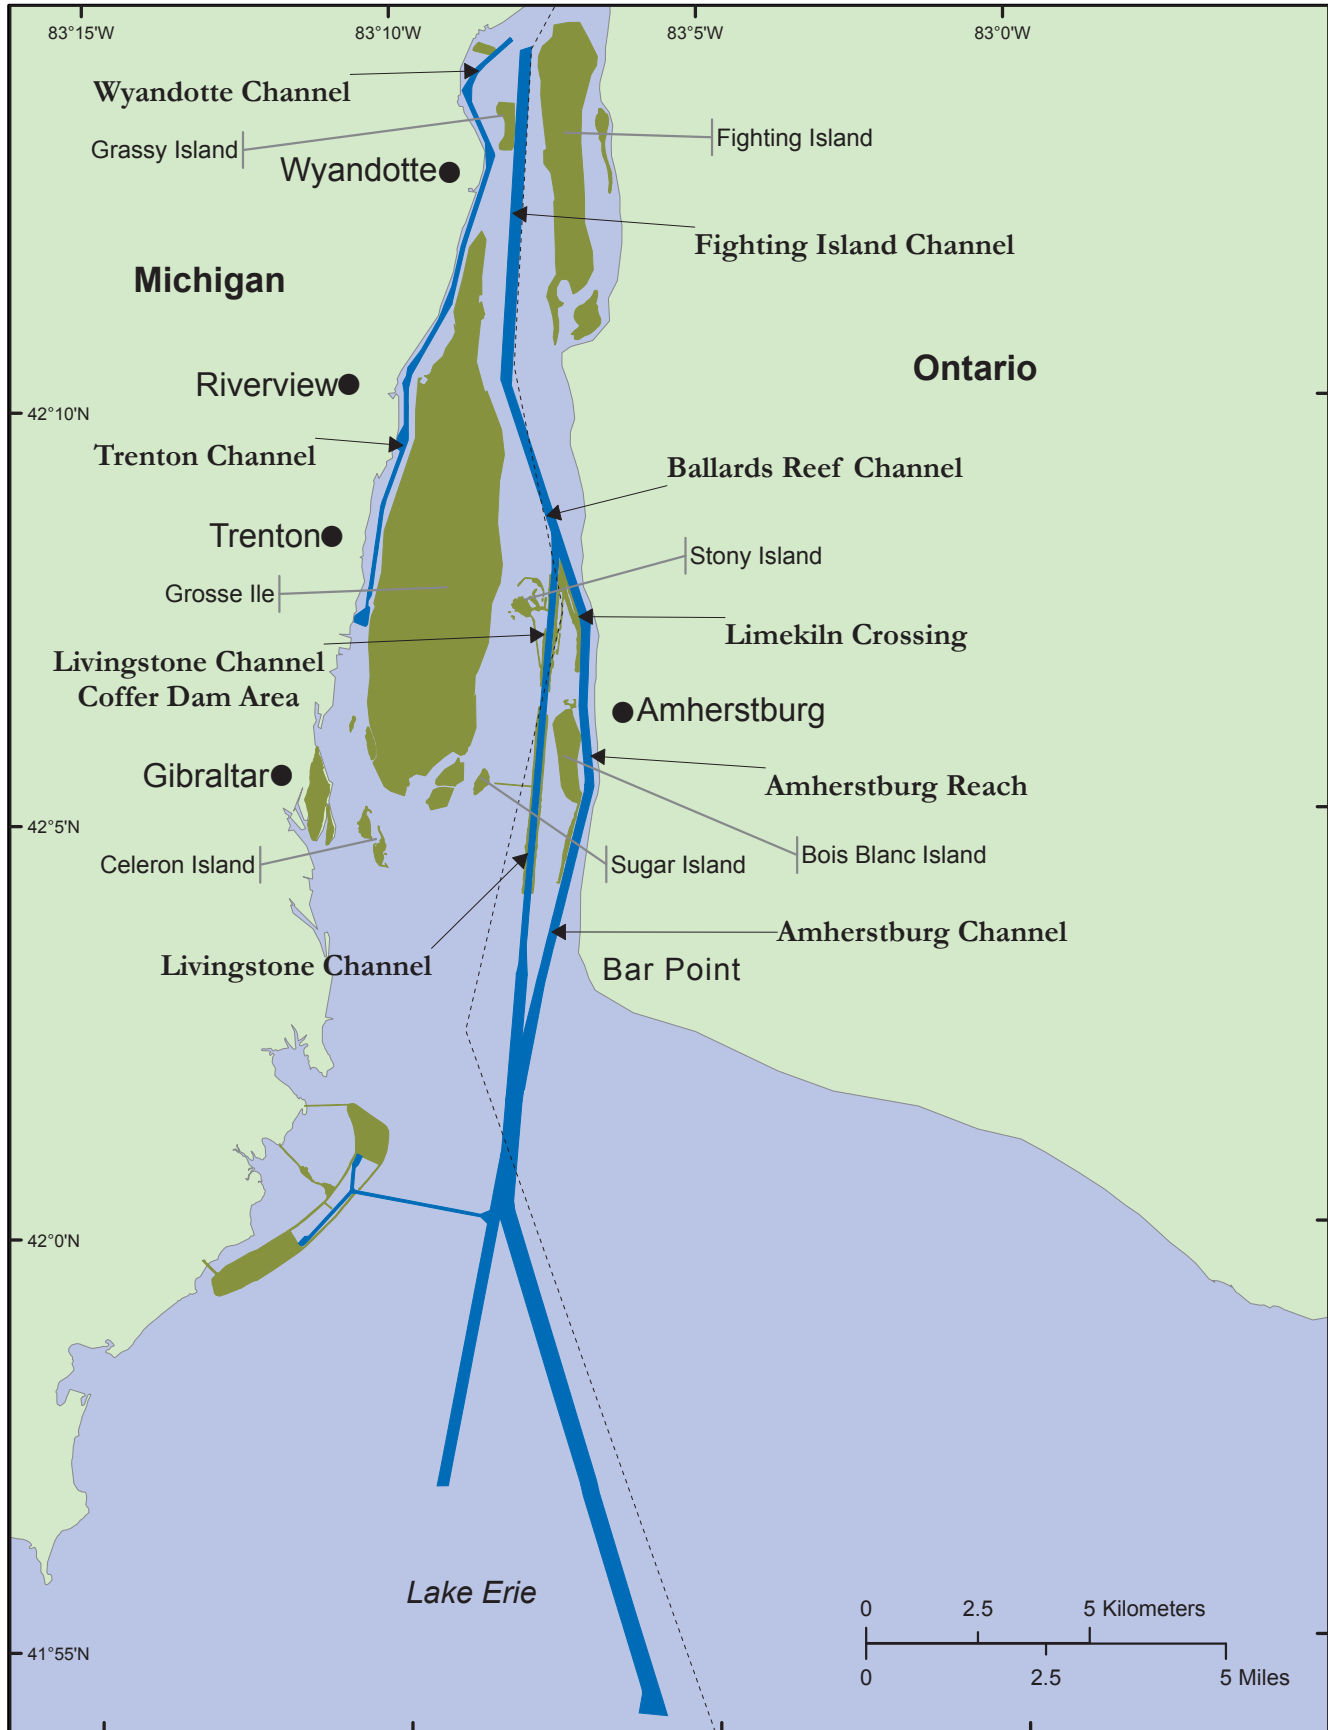 83°15'W 83°10'W 83°5'W 83°0'W
Wyandotte Channel
Grassy Island
Fighting Island
Wyandotte
Fighting Island Channel
Michigan
Ontario
Riverview
42°10'N
Trenton Channel
Ballards Reef Channel
Trenton
Stony Island
Grosse Ile
Limekiln Crossing
Livingstone Channel
Coffer Dam Area
Amherstburg
Gibraltar
Amherstburg Reach
42°5'N
Celeron Island
Sugar Island
Bois Blanc Island
Amherstburg Channel
Livingstone Channel
Bar Point
42°0'N
Lake Erie
0 2.5 5 Kilometers
41°55'N
0 2.5 5 Miles